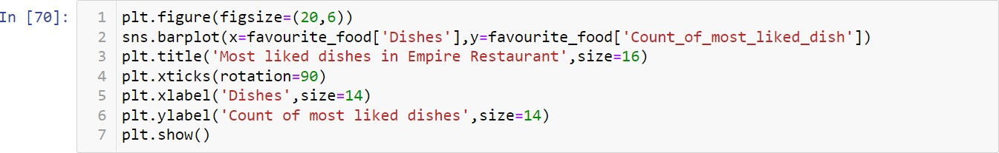 In [70]:
1 plt.figure(figsize=(20,6))
2 sns.barplot(x=favourite_food['Dishes'],y=favourite_food['Count_of_most_liked_dish'])
3 plt.title('Most liked dishes in Empire Restaurant',size=16)
4 plt.xticks(rotation=90)
5 plt.xlabel('Dishes',size=14)
6 plt.ylabel('Count of most liked dishes',size=14)
7 plt.show()